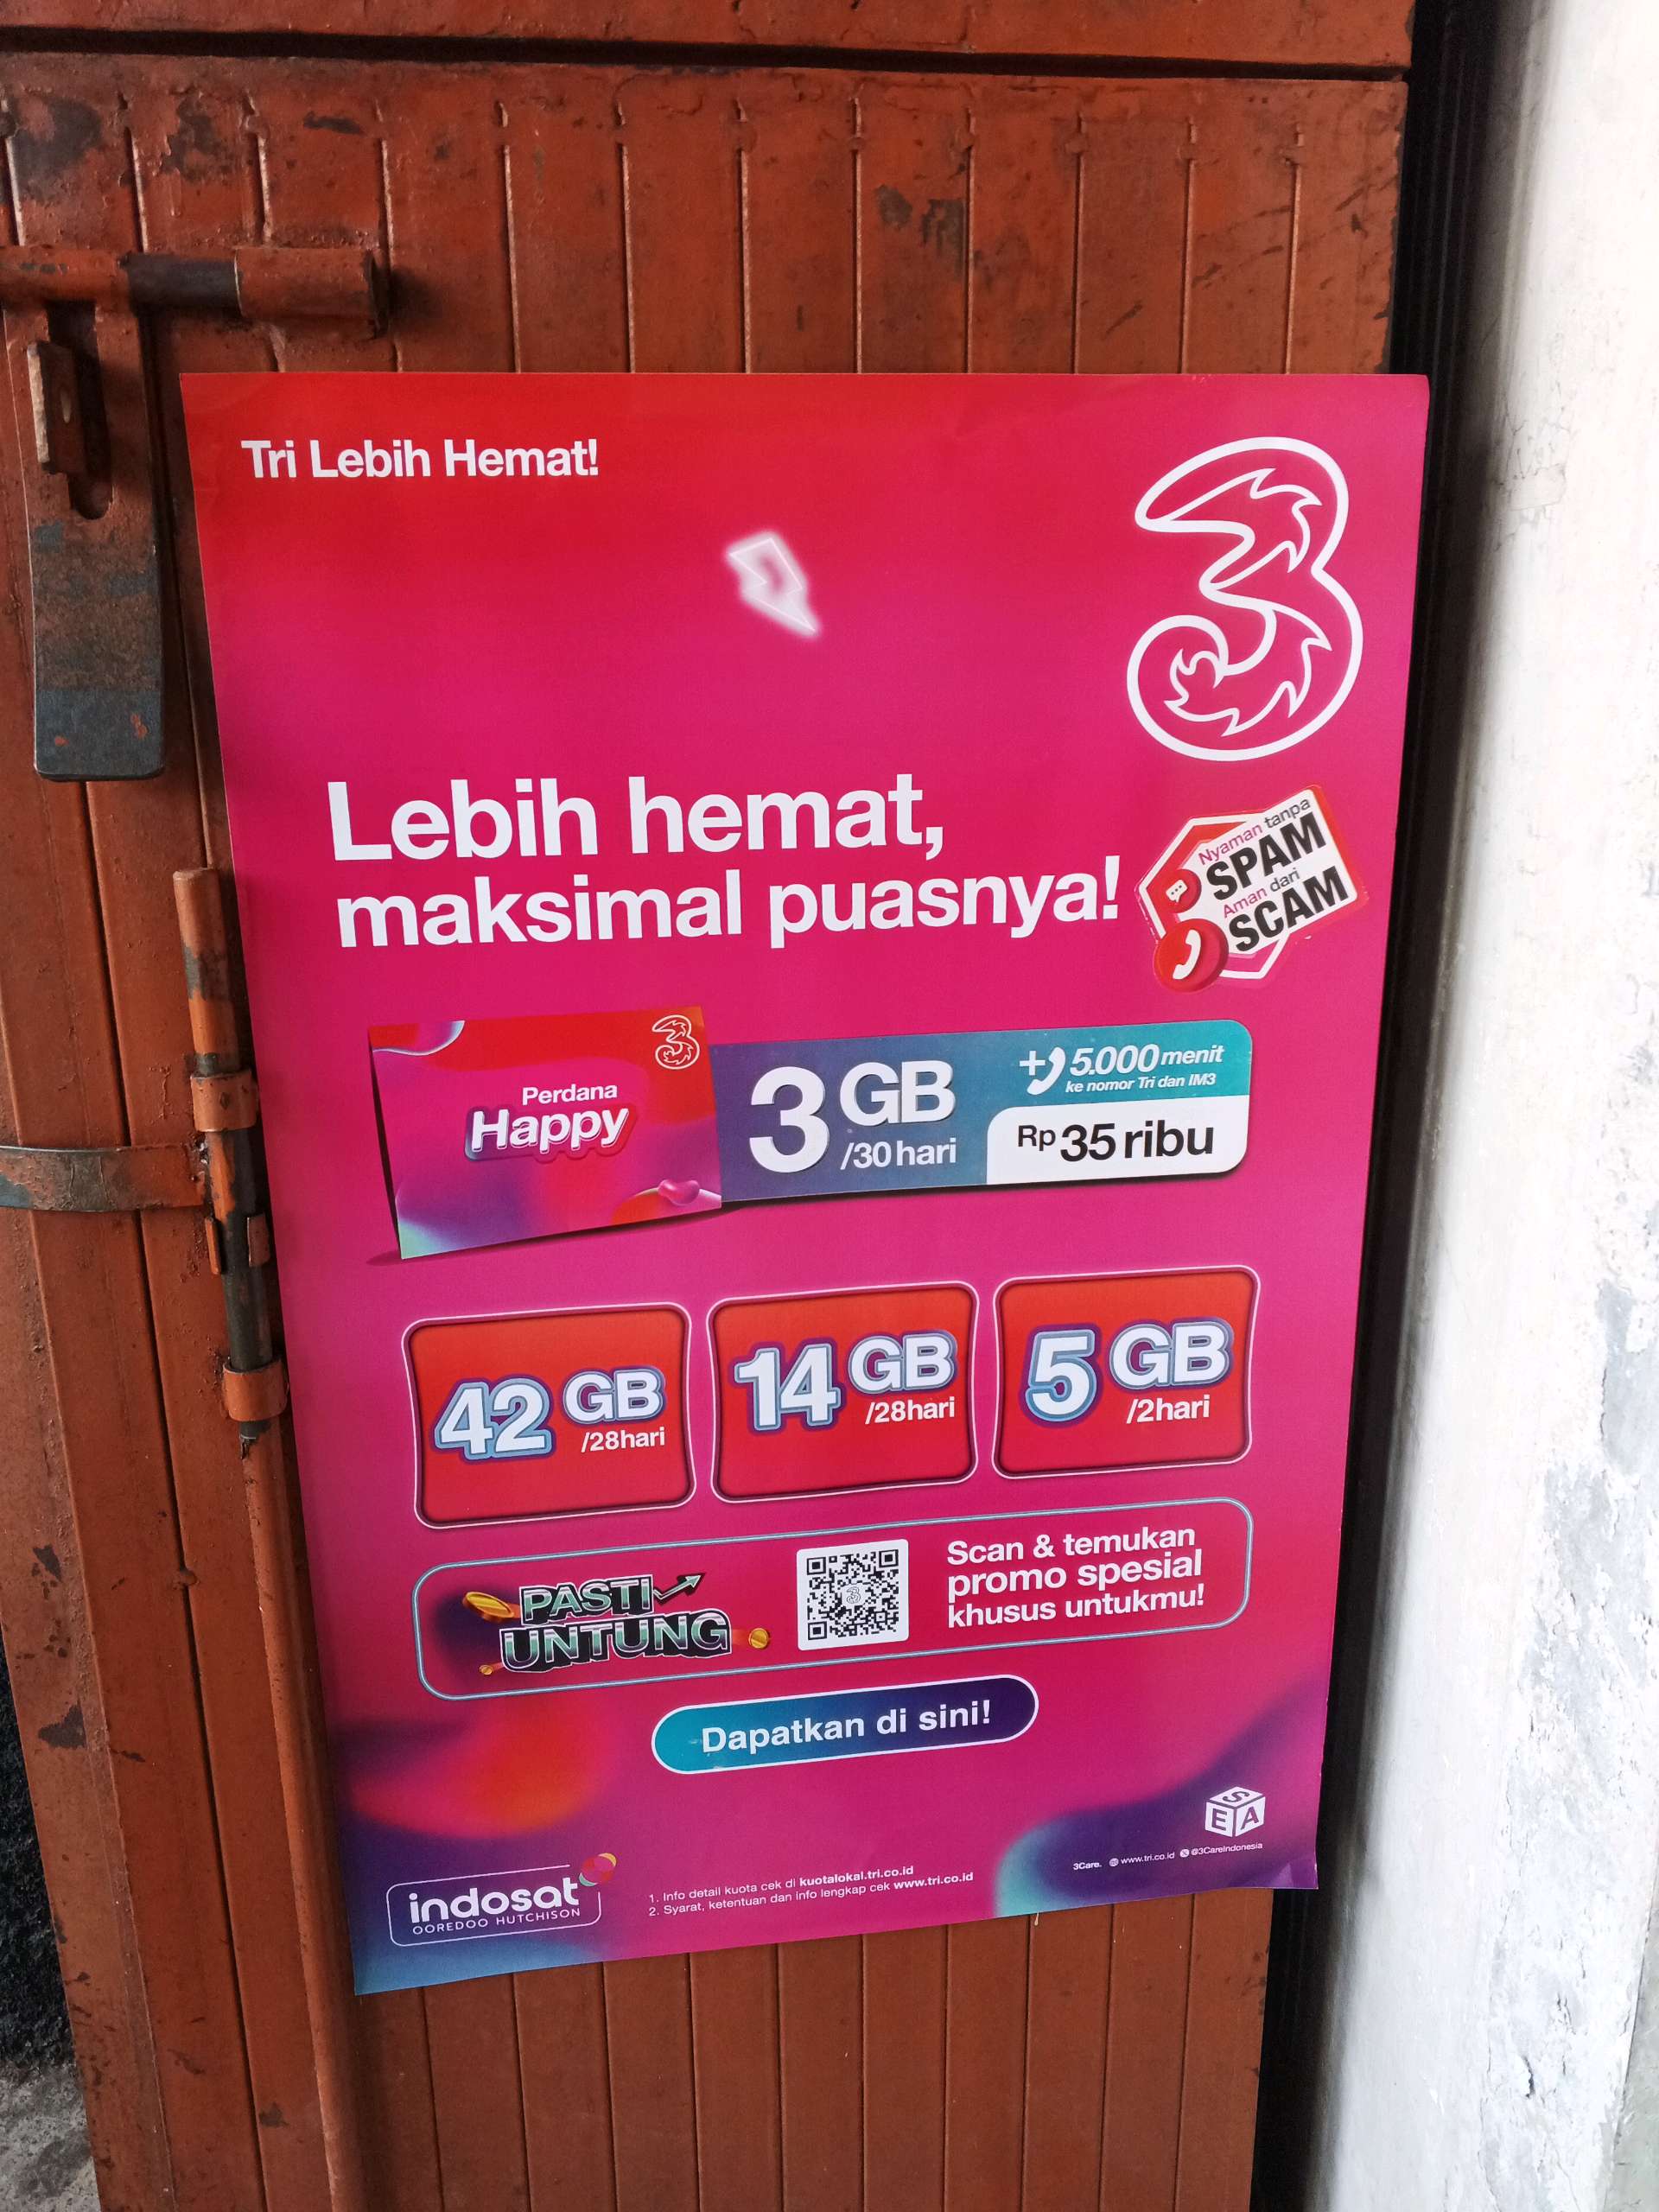 Tri Lebih Hemat!
3
Lebih hemat,
maksimal puasnya!
Nyaman tanpa
SPAM
Aman dari
SCAM
3
Perdana
Happy
3 GB
/30 hari
+ 5.000 menit
ke nomor Tri dan IM3
Rp 35 ribu
42 GB
/28hari
14 GB
/28hari
5 GB
/2hari
PASTI
UNTUNG
3
Scan & temukan
promo spesial
khusus untukmu!
Dapatkan di sini!
S
E A
indosat
OOREDOO HUTCHISON
1. Info detail kuota cek di kuotalokal.tri.co.id
2. Syarat, ketentuan dan info lengkap cek www.tri.co.id
3Care. www.tri.co.id @3CareIndonesia